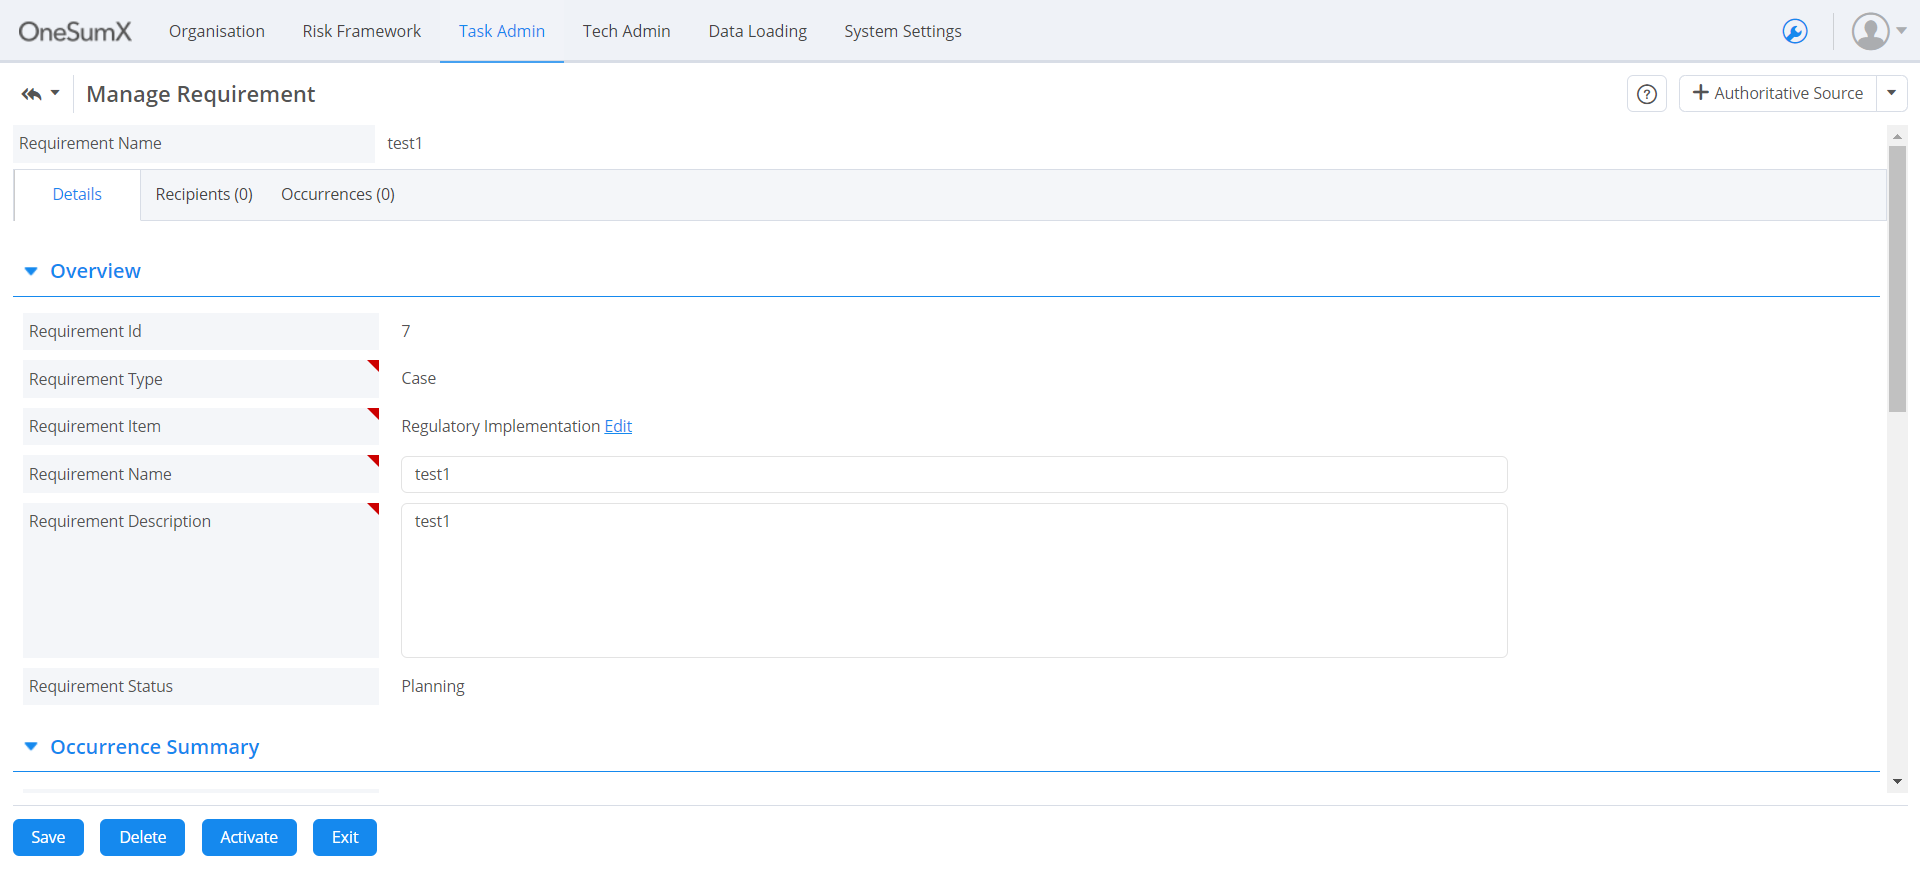 OneSumX Organisation Risk Framework Task Admin Tech Admin Data Loading System Settings
Manage Requirement
? + Authoritative Source
Requirement Name test1
Details Recipients (0) Occurrences (0)
Overview
Requirement Id 7
Requirement Type Case
Requirement Item Regulatory Implementation Edit
Requirement Name test1
Requirement Description test1
Requirement Status Planning
Occurrence Summary
Save Delete Activate Exit